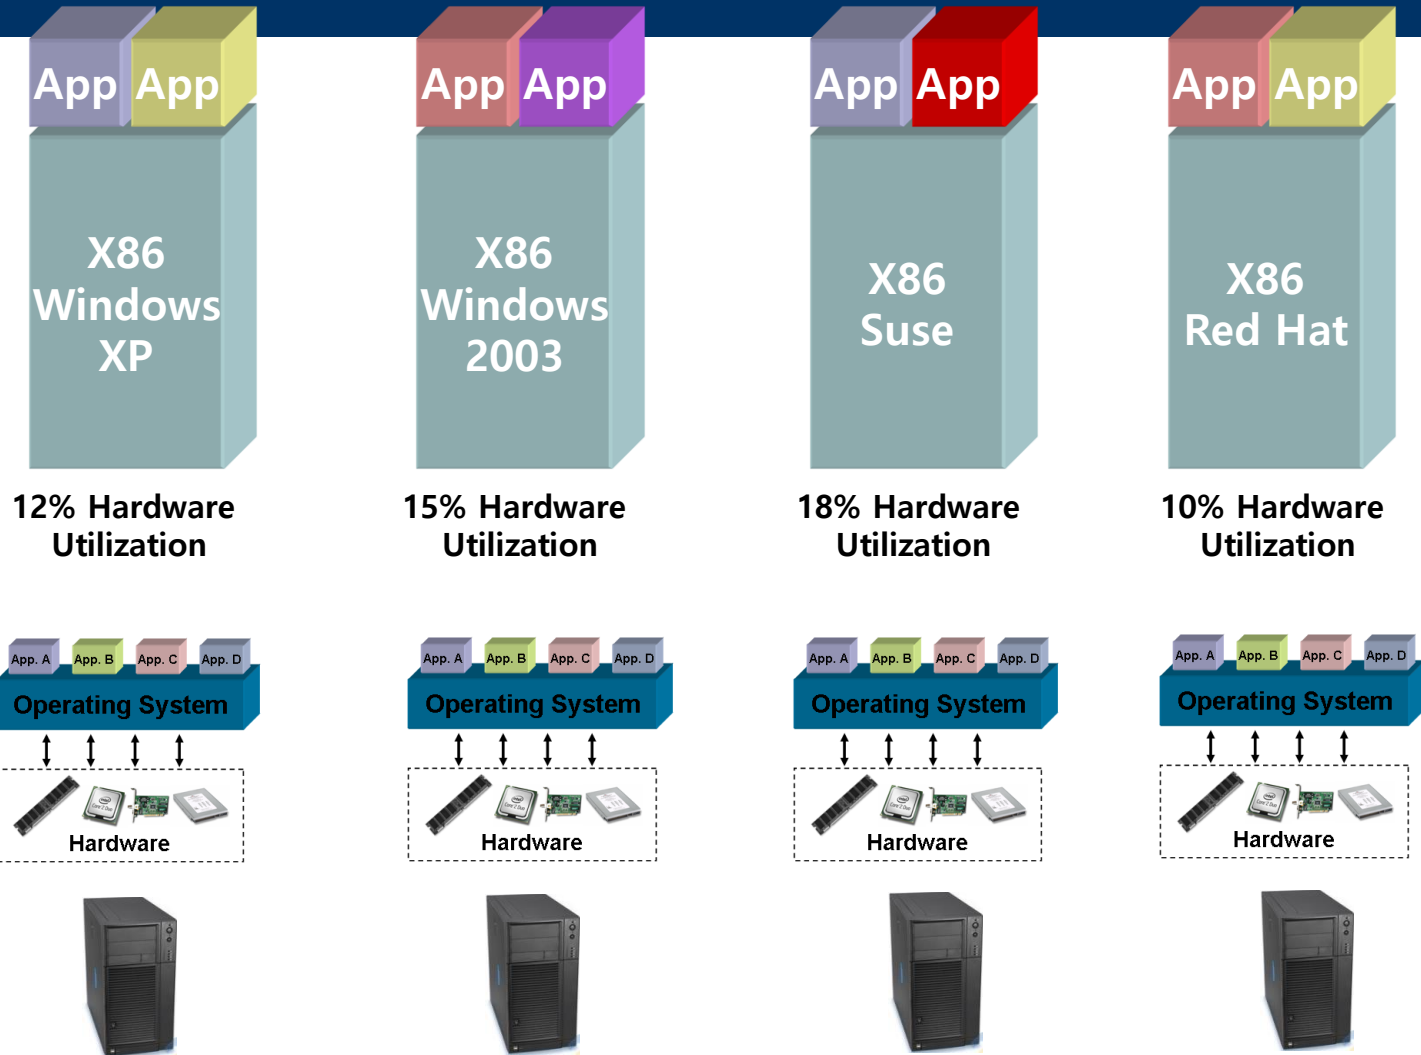 App App
X86
Windows
XP
12% Hardware
Utilization
App App
X86
Windows
2003
15% Hardware
Utilization
App App
X86
Suse
18% Hardware
Utilization
App App
X86
Red Hat
10% Hardware
Utilization
App. A App. B App. C App. D
Operating System
Hardware
App. A App. B App. C App. D
Operating System
Hardware
App. A App. B App. C App. D
Operating System
Hardware
App. A App. B App. C App. D
Operating System
Hardware